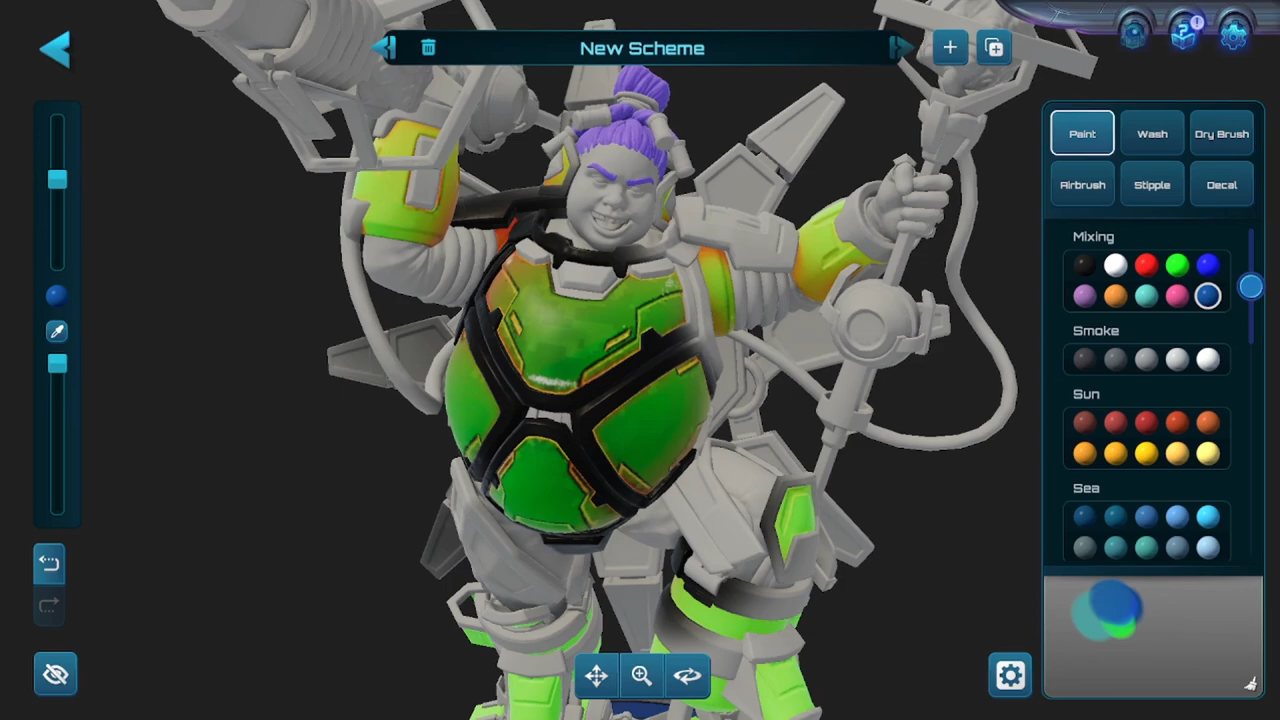 New Scheme
Paint
Wash
Dry Brush
Airbrush
Stipple
Decal
Mixing
Smoke
Sun
Sea